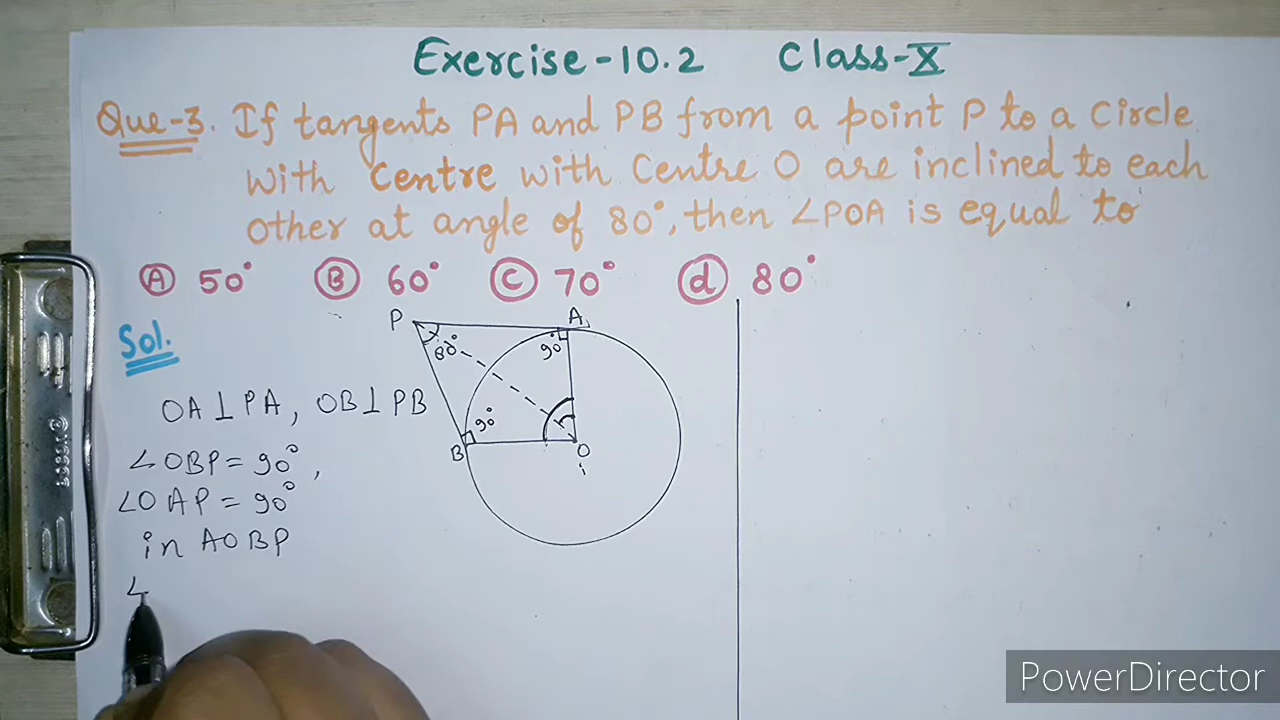 Exercise-10.2 Class-X
Que-3. If tangents PA and PB from a point P to a Circle
With Centre with Centre O are inclined to each
other at angle of 80°, then ∠POA is equal to
Ⓐ 50° Ⓑ 60° Ⓒ 70° ⓓ 80°
Sol.
P A
80° 90°
OA⊥PA, OB⊥PB
90°
B O
∠OBP=90°,
∠OAP=90°
in AOBP
∠
PowerDirector